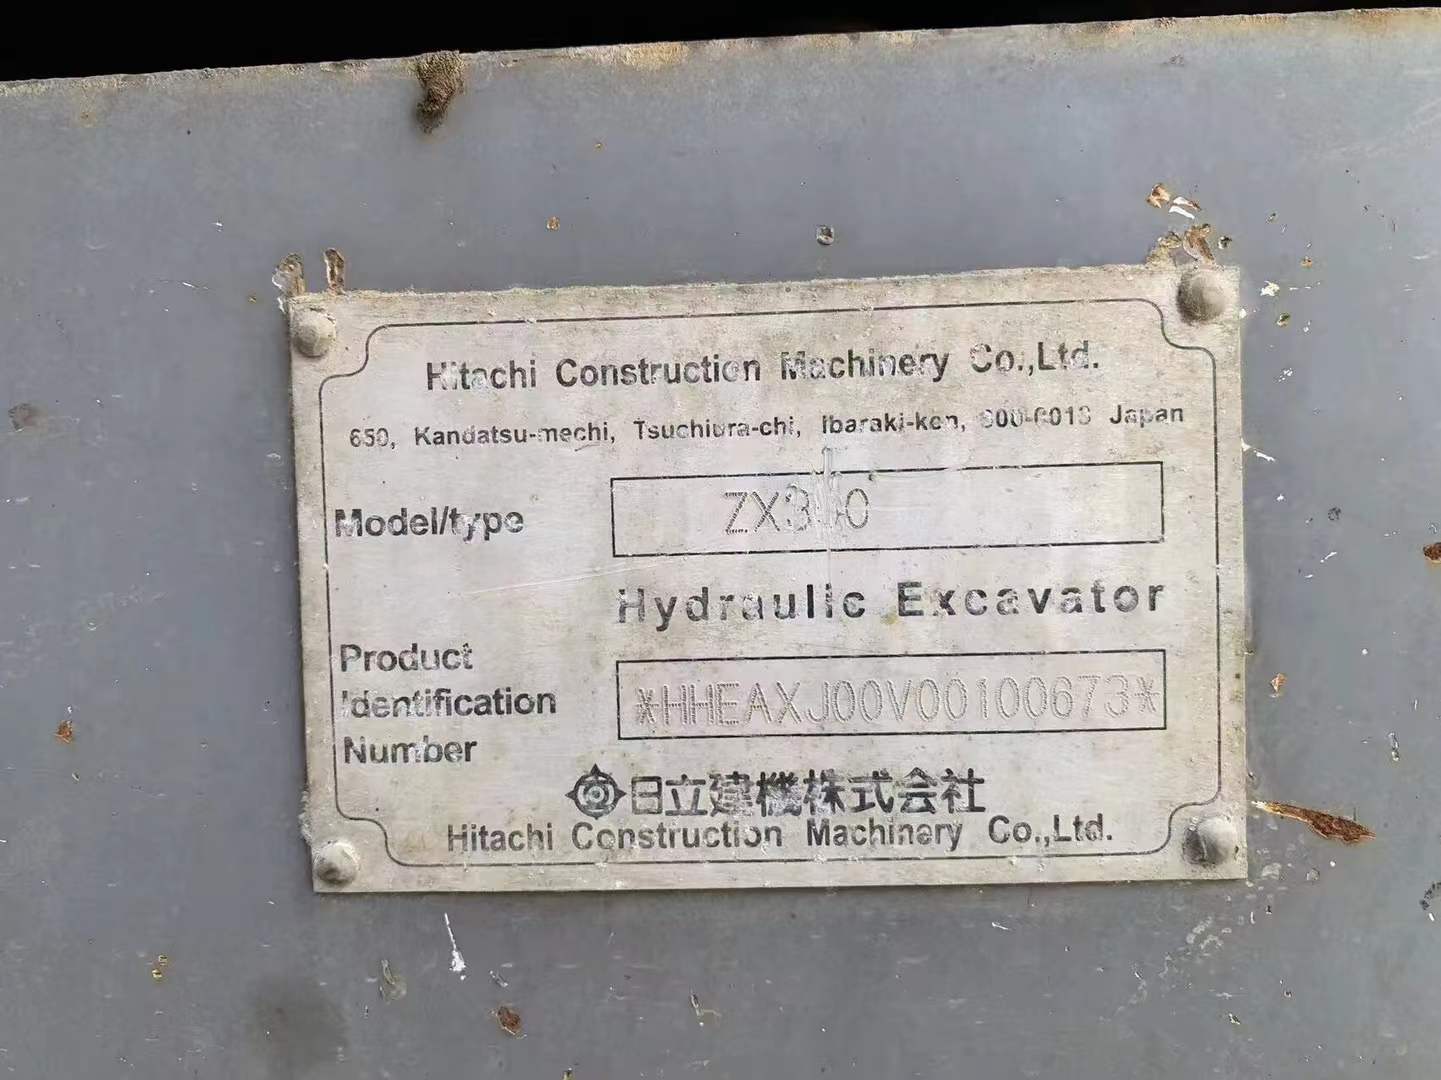 Hitachi Construction Machinery Co.,Ltd.
650, Kandatsu-machi, Tsuchiura-chi, Ibaraki-ken, Japan
Model/type
Hydraulic Excavator
Product
Identification
Number
*HHEAXJ00V00100673*
日立建機株式会社
Hitachi Construction Machinery Co.,Ltd.